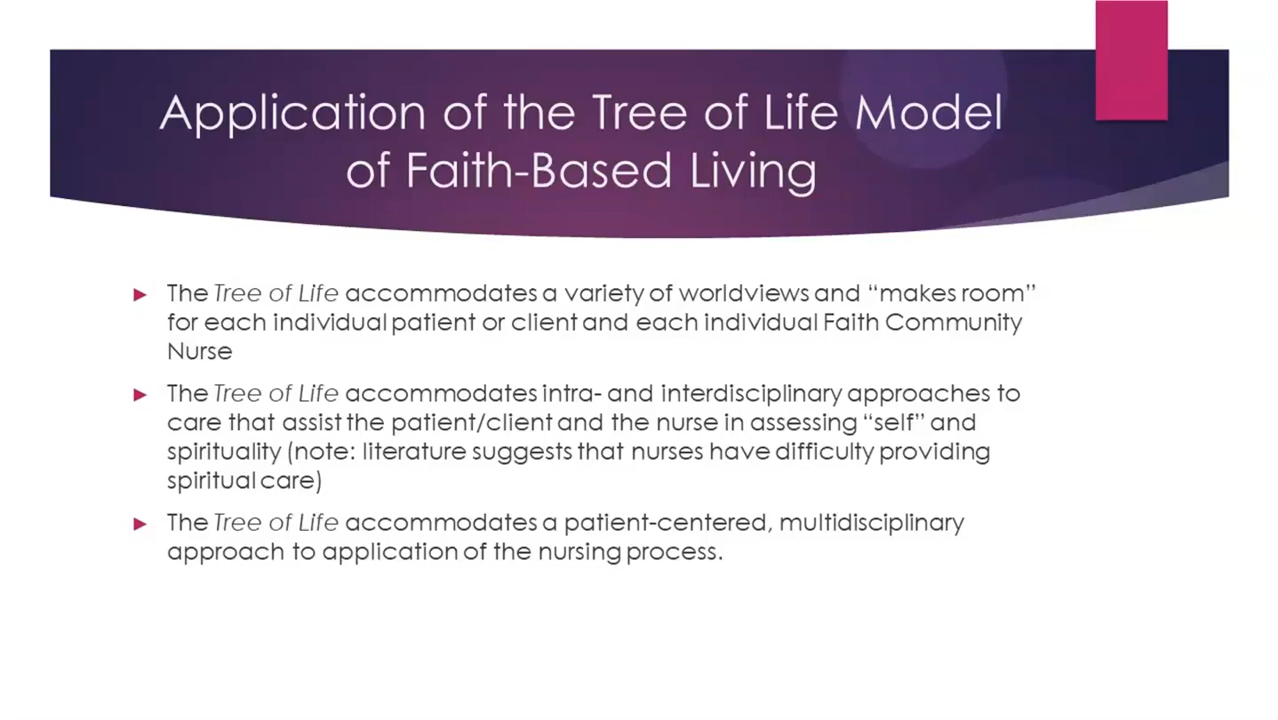 Application of the Tree of Life Model
of Faith-Based Living
The Tree of Life accommodates a variety of worldviews and “makes room”
for each individual patient or client and each individual Faith Community
Nurse
The Tree of Life accommodates intra- and interdisciplinary approaches to
care that assist the patient/client and the nurse in assessing “self” and
spirituality (note: literature suggests that nurses have difficulty providing
spiritual care)
The Tree of Life accommodates a patient-centered, multidisciplinary
approach to application of the nursing process.